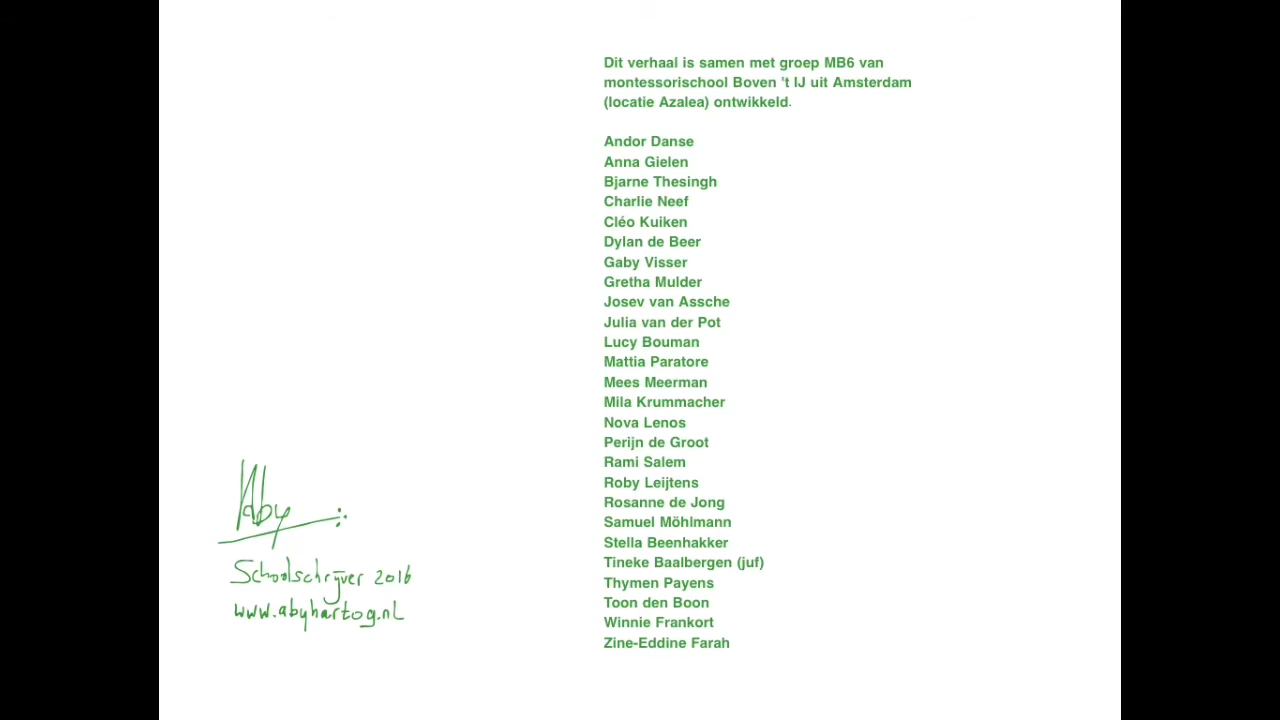 Dit verhaal is samen met groep MB6 van
montessorischool Boven 't IJ uit Amsterdam
(locatie Azalea) ontwikkeld.
Andor Danse
Anna Gielen
Bjarne Thesingh
Charlie Neef
Cléo Kuiken
Dylan de Beer
Gaby Visser
Gretha Mulder
Josev van Assche
Julia van der Pot
Lucy Bouman
Mattia Paratore
Mees Meerman
Mila Krummacher
Nova Lenos
Perijn de Groot
Rami Salem
Roby Leijtens
Rosanne de Jong
Samuel Möhlmann
Stella Beenhakker
Tineke Baalbergen (juf)
Thymen Payens
Toon den Boon
Winnie Frankort
Zine-Eddine Farah
Aby
Schoolschrijver 2016
www.abyhartog.nl